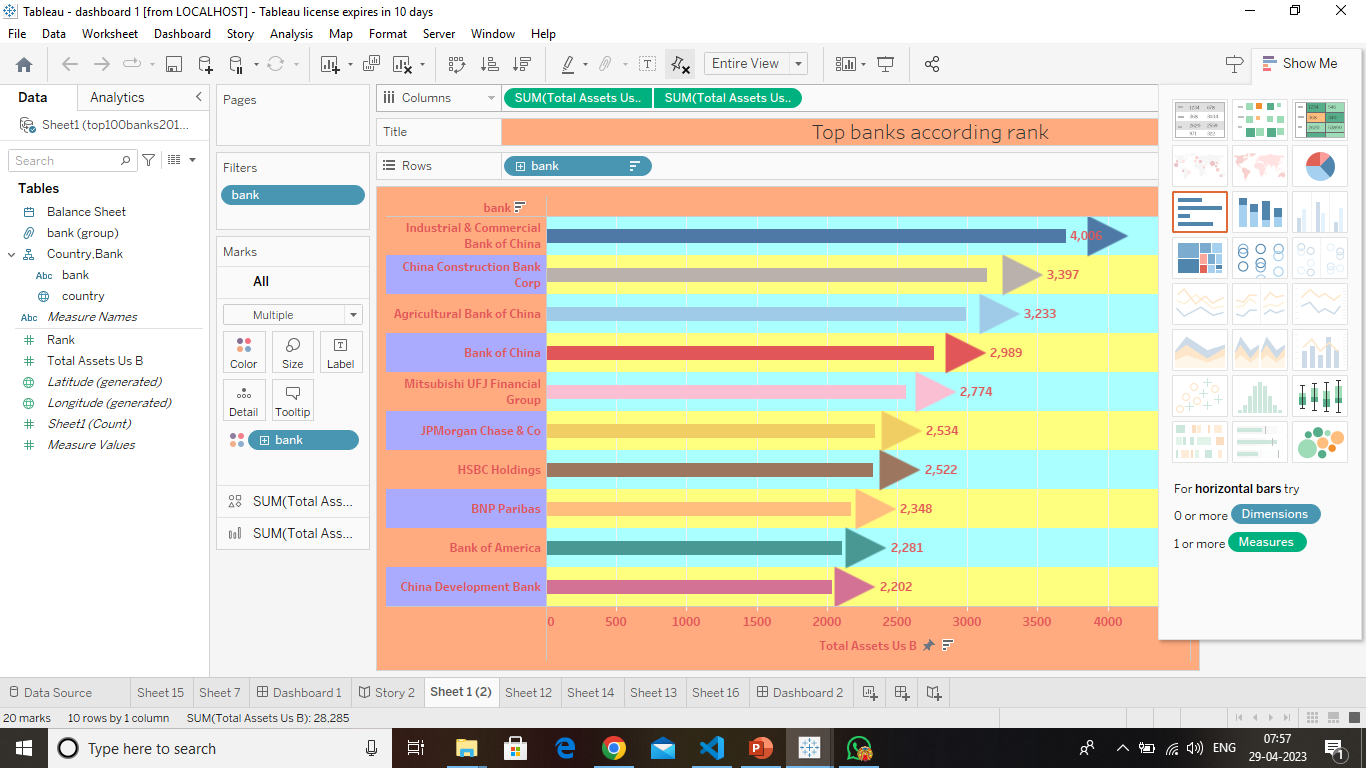 Tableau - dashboard 1 [from LOCALHOST] - Tableau license expires in 10 days
File Data Worksheet Dashboard Story Analysis Map Format Server Window Help
Entire View
Show Me
Data Analytics
Sheet1 (top100banks201...
Search
Tables
Balance Sheet
bank (group)
Country,Bank
Abc bank
country
Abc Measure Names
Rank
Total Assets Us B
Latitude (generated)
Longitude (generated)
Sheet1 (Count)
Measure Values
Pages
Filters
bank
Marks
All
Multiple
Color Size Label
Detail Tooltip
bank
SUM(Total Ass...
SUM(Total Ass...
Columns SUM(Total Assets Us.. SUM(Total Assets Us..
Title Top banks according rank
Rows bank
bank
Industrial & Commercial
Bank of China 4,006
China Construction Bank
Corp 3,397
Agricultural Bank of China 3,233
Bank of China 2,989
Mitsubishi UFJ Financial
Group 2,774
JPMorgan Chase & Co 2,534
HSBC Holdings 2,522
BNP Paribas 2,348
Bank of America 2,281
China Development Bank 2,202
0 500 1000 1500 2000 2500 3000 3500 4000
Total Assets Us B
For horizontal bars try
0 or more Dimensions
1 or more Measures
Data Source Sheet 15 Sheet 7 Dashboard 1 Story 2 Sheet 1 (2) Sheet 12 Sheet 14 Sheet 13 Sheet 16 Dashboard 2
20 marks 10 rows by 1 column SUM(Total Assets Us B): 28,285
Type here to search
ENG
07:57
29-04-2023
1